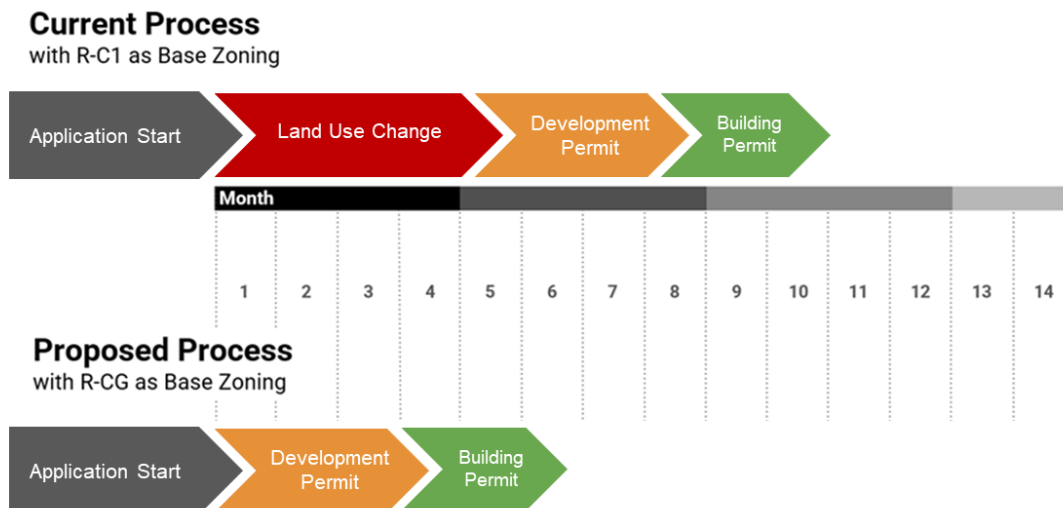 Current Process
with R-C1 as Base Zoning
Application Start
Land Use Change
Development
Permit
Building
Permit
Month
1 2 3 4 5 6 7 8 9 10 11 12 13 14
Proposed Process
with R-CG as Base Zoning
Application Start
Development
Permit
Building
Permit